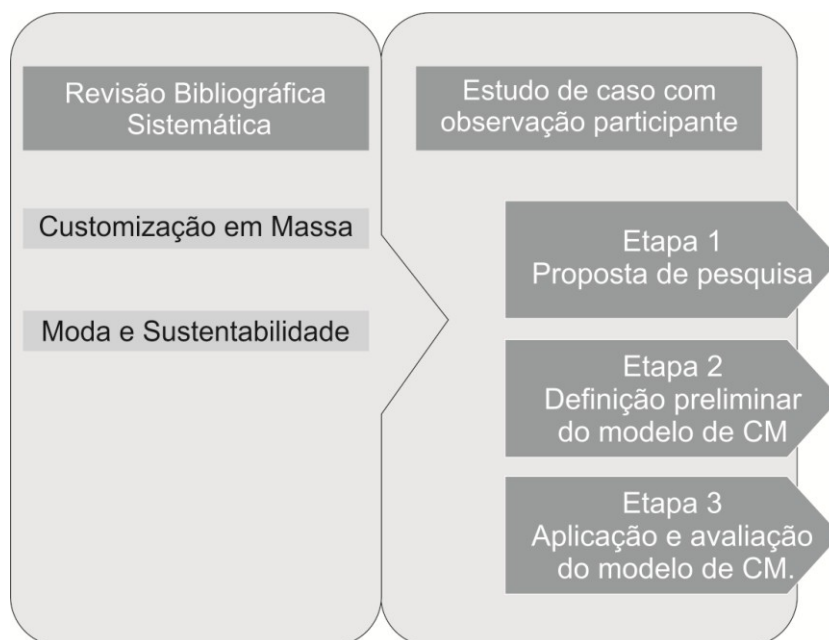 Revisão Bibliográfica
Sistemática
Customização em Massa
Moda e Sustentabilidade
Estudo de caso com
observação participante
Etapa 1
Proposta de pesquisa
Etapa 2
Definição preliminar
do modelo de CM
Etapa 3
Aplicação e avaliação
do modelo de CM.